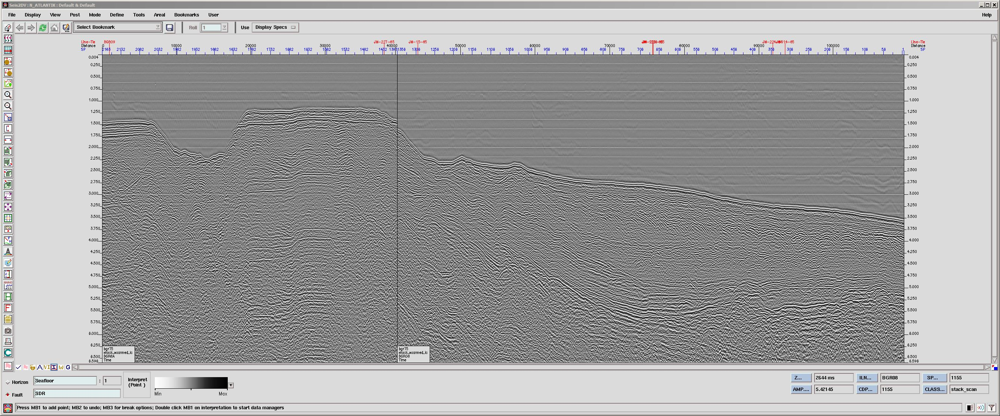 Seis2DV : N_ATLANTIK : Default & Default
File Display View Post Mode Define Tools Areal Bookmarks User Help
Select Bookmark Roll 1 Use Display Specs
Line-Tie BGR09 JM-227-85 JM-15-85 Line-Tie
Distance 0 10000 20000 30000 40000 50000 60000 70000 80000 90000 100000 Distance
SP 2183 2132 2082 2032 1982 1932 1882 1832 1782 1732 1682 1632 1582 1532 1482 1432 1356 1306 1256 1206 1156 1106 1056 1006 956 906 856 806 756 706 656 606 556 506 456 406 356 306 256 206 156 106 56 1 SP
0.004 0.004
0.250 0.250
0.500 0.500
0.750 0.750
1.000 1.000
1.250 1.250
1.500 1.500
1.750 1.750
2.000 2.000
2.250 2.250
2.500 2.500
2.750 2.750
3.000 3.000
3.250 3.250
3.500 3.500
3.750 3.750
4.000 4.000
4.250 4.250
4.500 4.500
4.750 4.750
5.000 5.000
5.250 5.250
5.500 5.500
5.750 5.750
6.000 6.000
6.250 6.250
6.500 6.500
6.596 6.596
bgr75
stack_scanned_lc
BGR8A
Time
bgr75
stack_scanned_lc
BGR08
Time
ANNO
H
F
C
A VI I W G
Horizon Seafloor : 1
Fault SDR
Interpret
(Point )
Min Max
Z... 2644 ms ILN... BGR08 SP... 1155
AMP.... 5.42145 CDP... 1155 CLASS... stack_scan
Press MB1 to add point; MB2 to undo; MB3 for break options; Double click MB1 on interpretation to start data managers